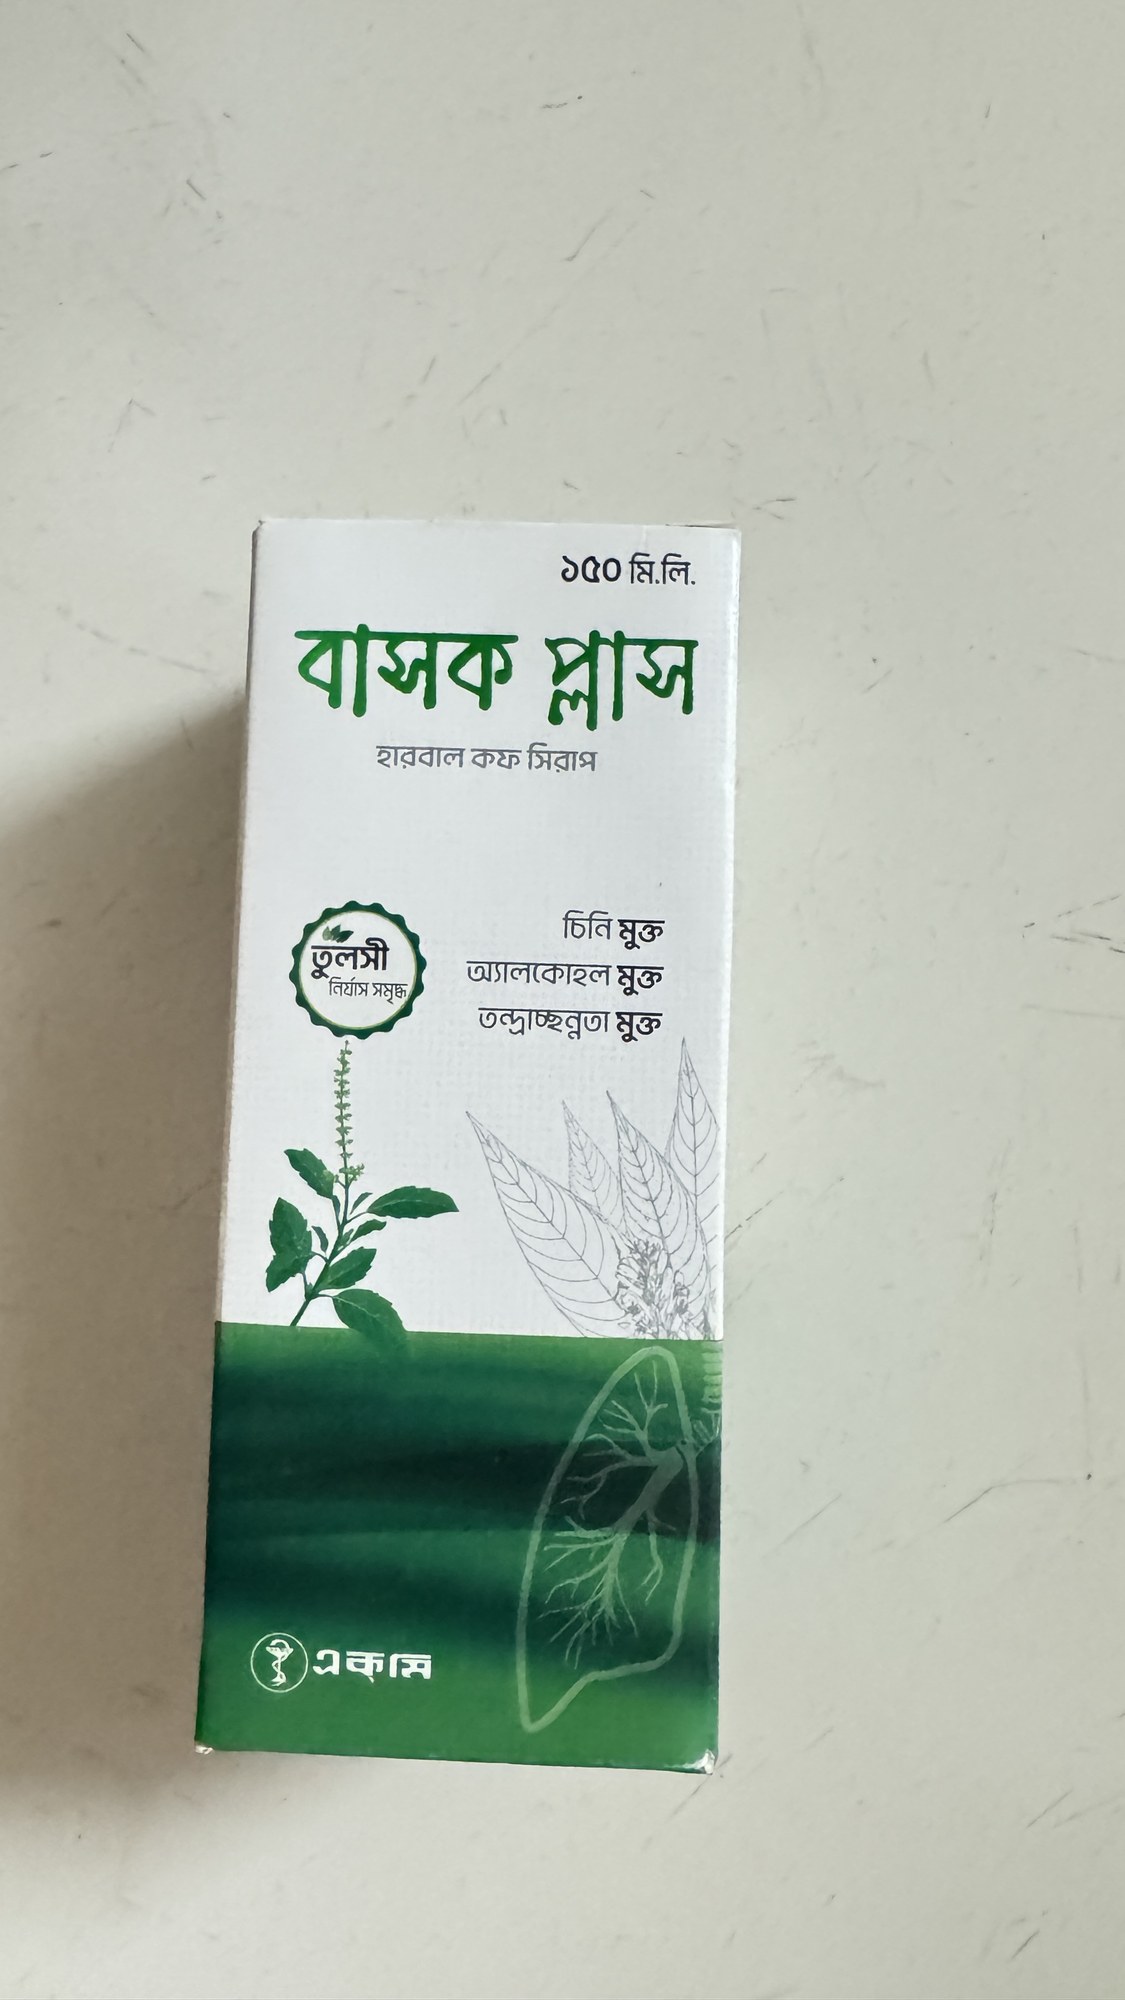 ১৫০ মি.লি.
বাসক প্লাস
হারবাল কফ সিরাপ
তুলসী
নির্যাস সমৃদ্ধ
চিনি মুক্ত
অ্যালকোহল মুক্ত
তন্দ্রাচ্ছন্নতা মুক্ত
একমি